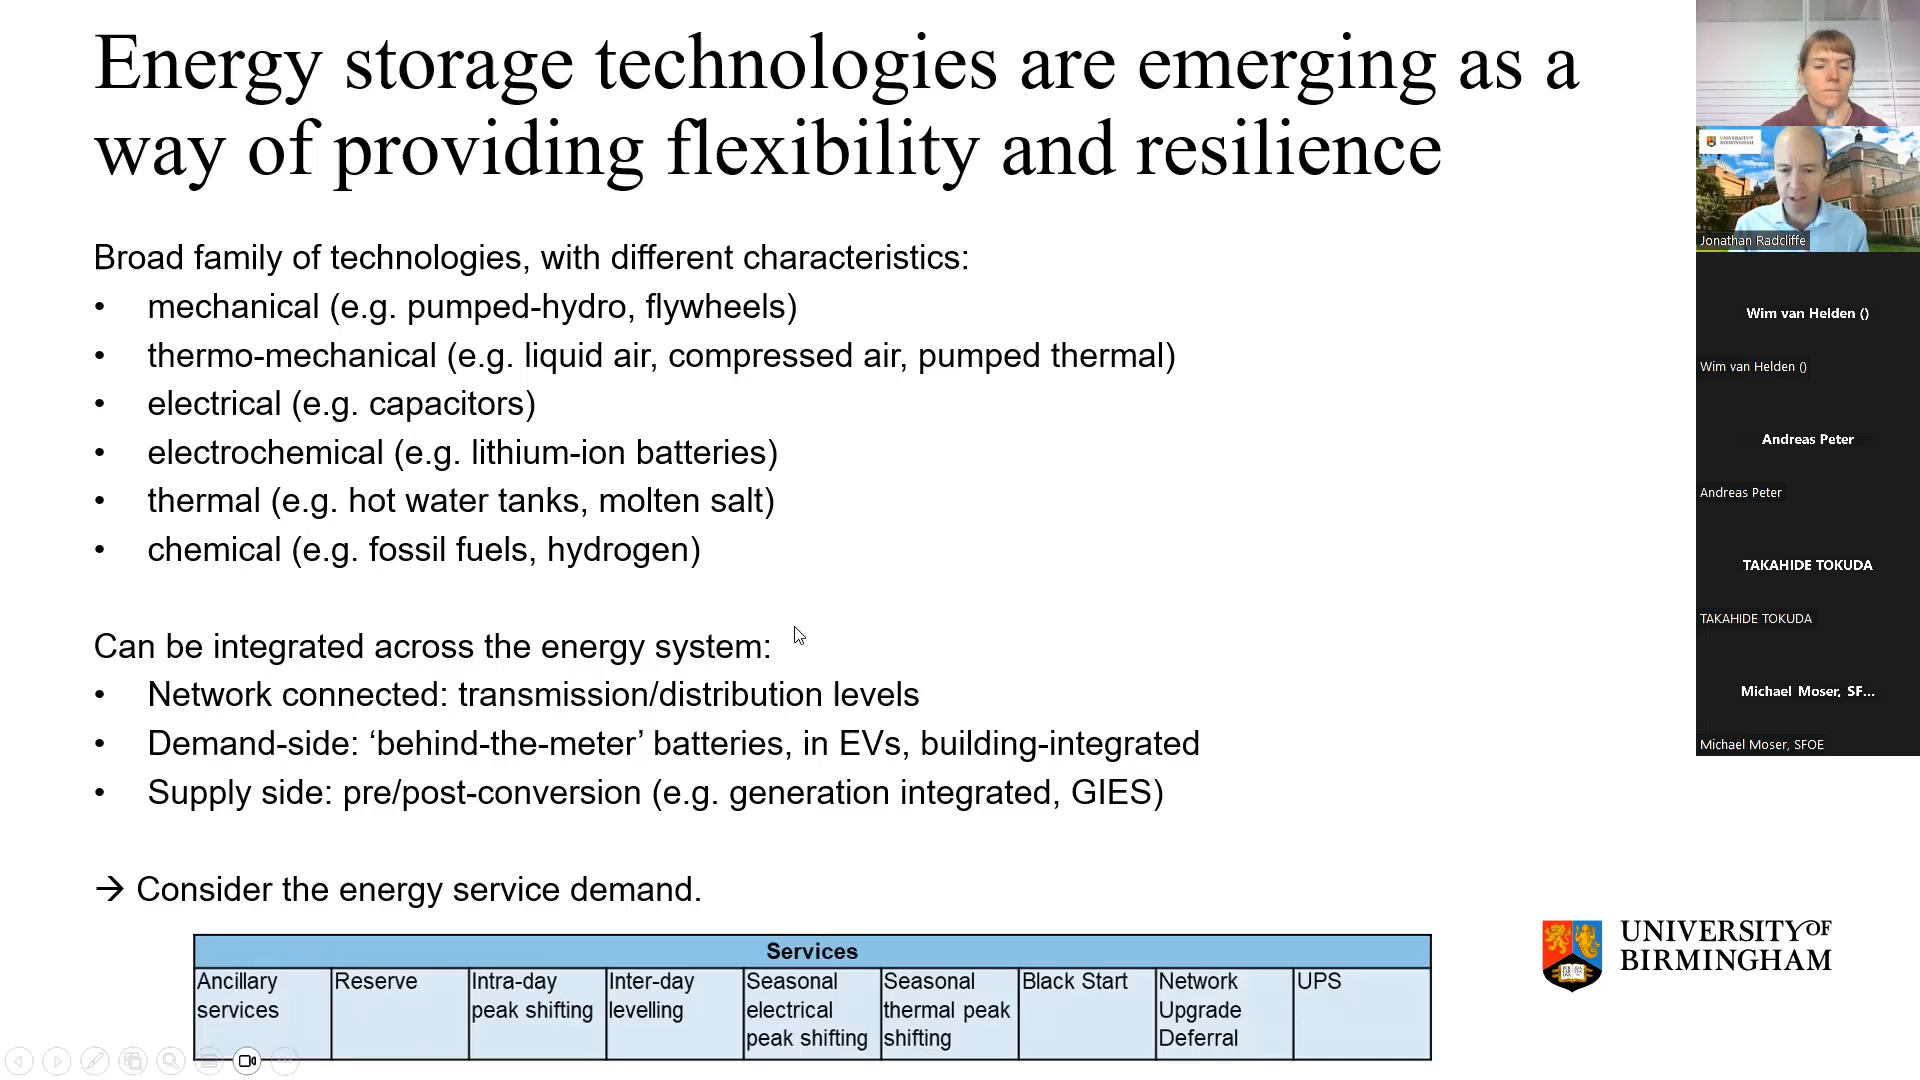 Energy storage technologies are emerging as a
way of providing flexibility and resilience
Broad family of technologies, with different characteristics:
• mechanical (e.g. pumped-hydro, flywheels)
• thermo-mechanical (e.g. liquid air, compressed air, pumped thermal)
• electrical (e.g. capacitors)
• electrochemical (e.g. lithium-ion batteries)
• thermal (e.g. hot water tanks, molten salt)
• chemical (e.g. fossil fuels, hydrogen)
Can be integrated across the energy system:
• Network connected: transmission/distribution levels
• Demand-side: ‘behind-the-meter’ batteries, in EVs, building-integrated
• Supply side: pre/post-conversion (e.g. generation integrated, GIES)
→ Consider the energy service demand.
Services
Ancillary
services
Reserve
Intra-day
peak shifting
Inter-day
levelling
Seasonal
electrical
peak shifting
Seasonal
thermal peak
shifting
Black Start
Network
Upgrade
Deferral
UPS
UNIVERSITY OF
BIRMINGHAM
UNIVERSITY OF
BIRMINGHAM
Jonathan Radcliffe
Wim van Helden ()
Wim van Helden ()
Andreas Peter
Andreas Peter
TAKAHIDE TOKUDA
TAKAHIDE TOKUDA
Michael Moser, SF...
Michael Moser, SFOE